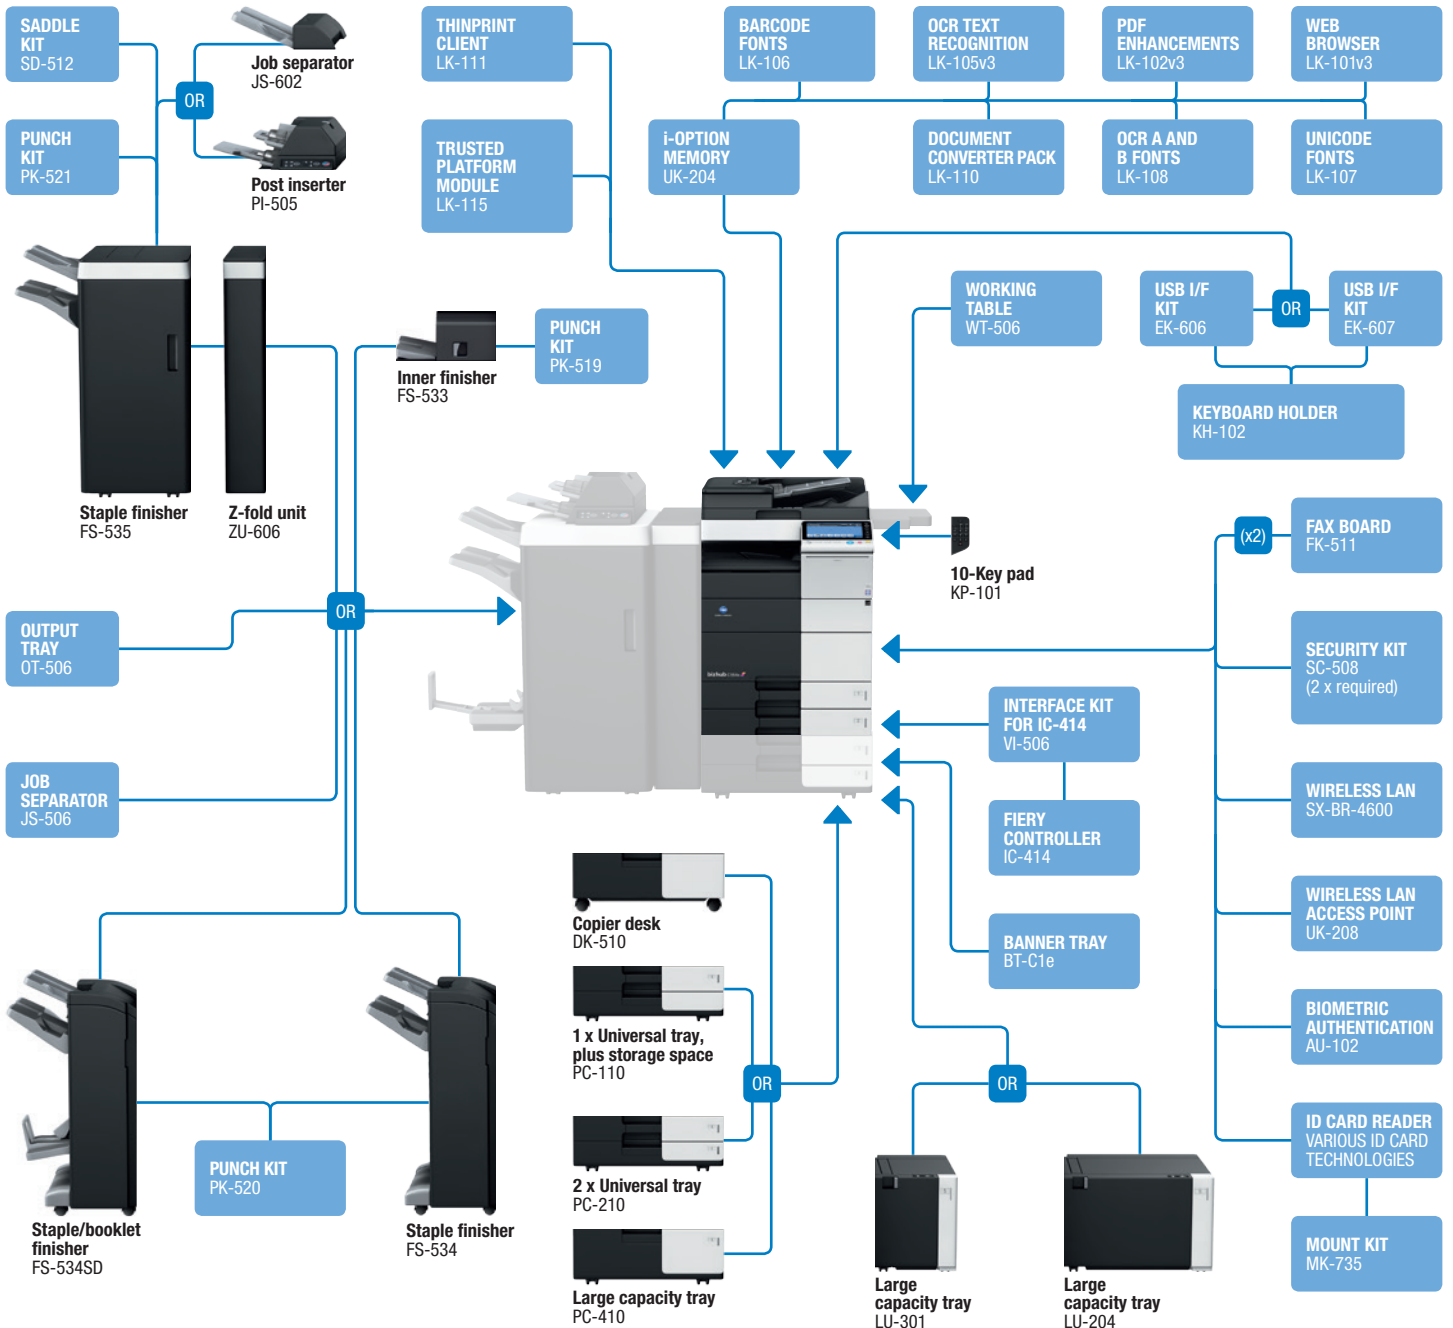 SADDLE
KIT
SD-512
Job separator
JS-602
OR
PUNCH
KIT
PK-521
Post inserter
PI-505
THINPRINT
CLIENT
LK-111
TRUSTED
PLATFORM
MODULE
LK-115
BARCODE
FONTS
LK-106
OCR TEXT
RECOGNITION
LK-105v3
PDF
ENHANCEMENTS
LK-102v3
WEB
BROWSER
LK-101v3
i-OPTION
MEMORY
UK-204
DOCUMENT
CONVERTER PACK
LK-110
OCR A AND
B FONTS
LK-108
UNICODE
FONTS
LK-107
WORKING
TABLE
WT-506
USB I/F
KIT
EK-606
OR
USB I/F
KIT
EK-607
KEYBOARD HOLDER
KH-102
Inner finisher
FS-533
PUNCH
KIT
PK-519
Staple finisher
FS-535
Z-fold unit
ZU-606
10-Key pad
KP-101
(x2)
FAX BOARD
FK-511
OUTPUT
TRAY
OT-506
OR
SECURITY KIT
SC-508
(2 x required)
INTERFACE KIT
FOR IC-414
VI-506
JOB
SEPARATOR
JS-506
WIRELESS LAN
SX-BR-4600
FIERY
CONTROLLER
IC-414
Copier desk
DK-510
WIRELESS LAN
ACCESS POINT
UK-208
BANNER TRAY
BT-C1e
1 x Universal tray,
plus storage space
PC-110
BIOMETRIC
AUTHENTICATION
AU-102
OR
OR
ID CARD READER
VARIOUS ID CARD
TECHNOLOGIES
PUNCH KIT
PK-520
2 x Universal tray
PC-210
Staple/booklet
finisher
FS-534SD
Staple finisher
FS-534
MOUNT KIT
MK-735
Large capacity tray
PC-410
Large
capacity tray
LU-301
Large
capacity tray
LU-204